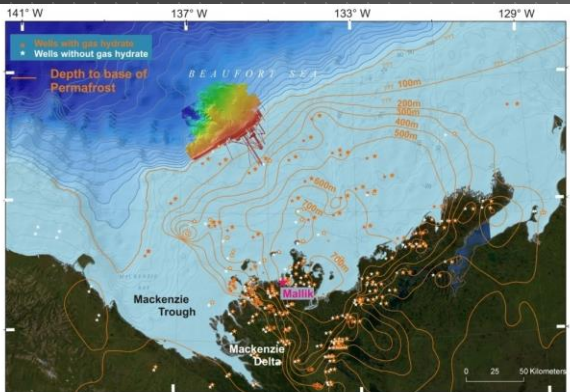 141° W
137° W
133° W
129° W
Wells with gas hydrate
Wells without gas hydrate
Depth to base of
Permafrost
BEAUFORT SEA
100m
200m
300m
400m
500m
600m
700m
700m
Mallik
Mackenzie
Trough
Mackenzie
Delta
0 25 50 Kilometers